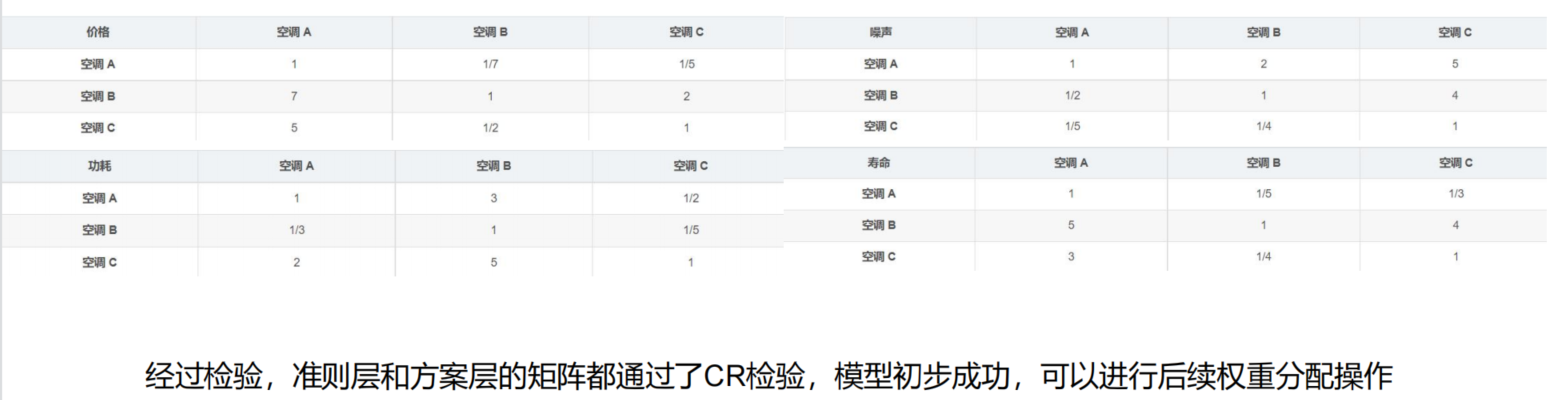 价格 空调 A 空调 B 空调 C
空调 A 1 1/7 1/5
空调 B 7 1 2
空调 C 5 1/2 1
噪声 空调 A 空调 B 空调 C
空调 A 1 2 5
空调 B 1/2 1 4
空调 C 1/5 1/4 1
功耗 空调 A 空调 B 空调 C
空调 A 1 3 1/2
空调 B 1/3 1 1/5
空调 C 2 5 1
寿命 空调 A 空调 B 空调 C
空调 A 1 1/5 1/3
空调 B 5 1 4
空调 C 3 1/4 1
经过检验，准则层和方案层的矩阵都通过了CR检验，模型初步成功，可以进行后续权重分配操作